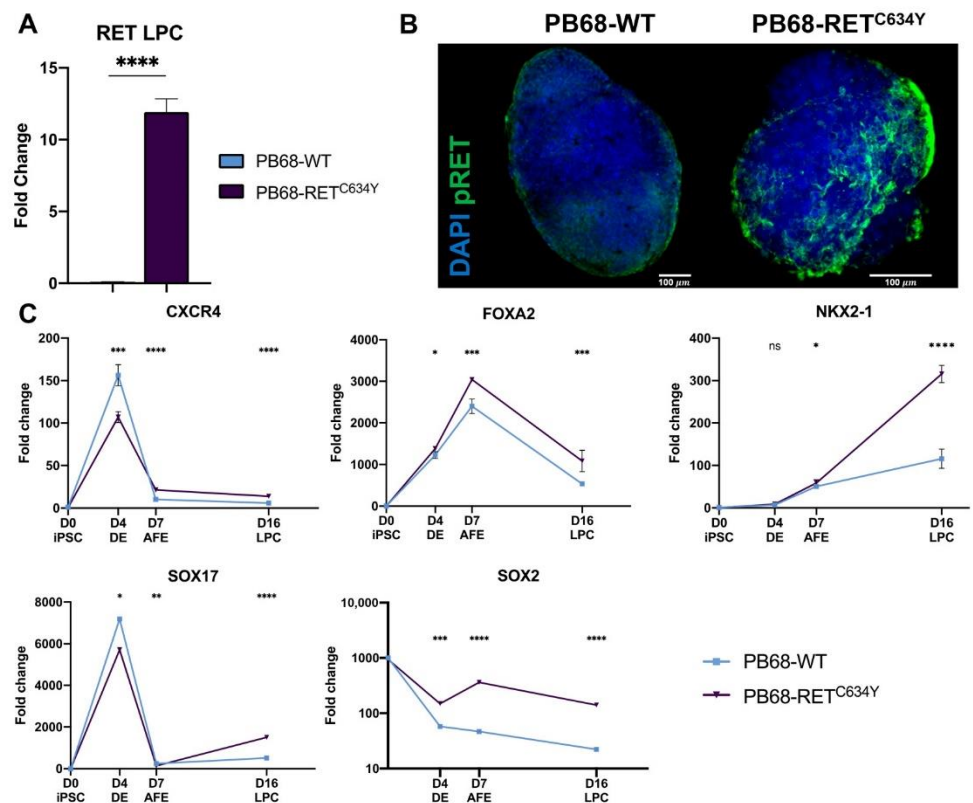 A
RET LPC
****
Fold Change
15
10
5
0
PB68-WT
PB68-RETC634Y
B
PB68-WT
PB68-RETC634Y
DAPI pRET
100 μm
100 μm
C
CXCR4
Fold change
200
150
100
50
0
***
****
****
D0 D4 D7 D16
iPSC DE AFE LPC
FOXA2
Fold change
4000
3000
2000
1000
0
*
***
***
D0 D4 D7 D16
iPSC DE AFE LPC
NKX2-1
Fold change
400
300
200
100
0
ns
*
****
D0 D4 D7 D16
iPSC DE AFE LPC
SOX17
Fold change
8000
6000
4000
2000
0
*
**
****
D0 D4 D7 D16
iPSC DE AFE LPC
SOX2
Fold change
10,000
1000
100
10
***
****
****
D4 D7 D16
DE AFE LPC
PB68-WT
PB68-RETC634Y